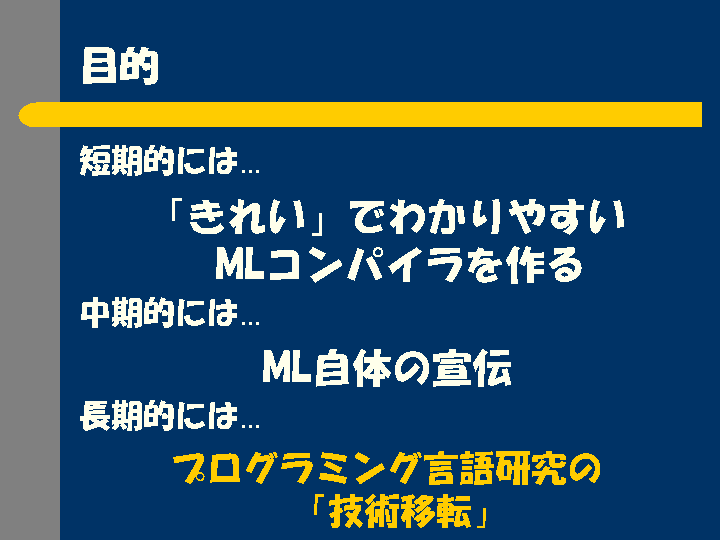 目的
短期的には…
「きれい」でわかりやすい
MLコンパイラを作る
中期的には…
ML自体の宣伝
長期的には…
プログラミング言語研究の
「技術移転」